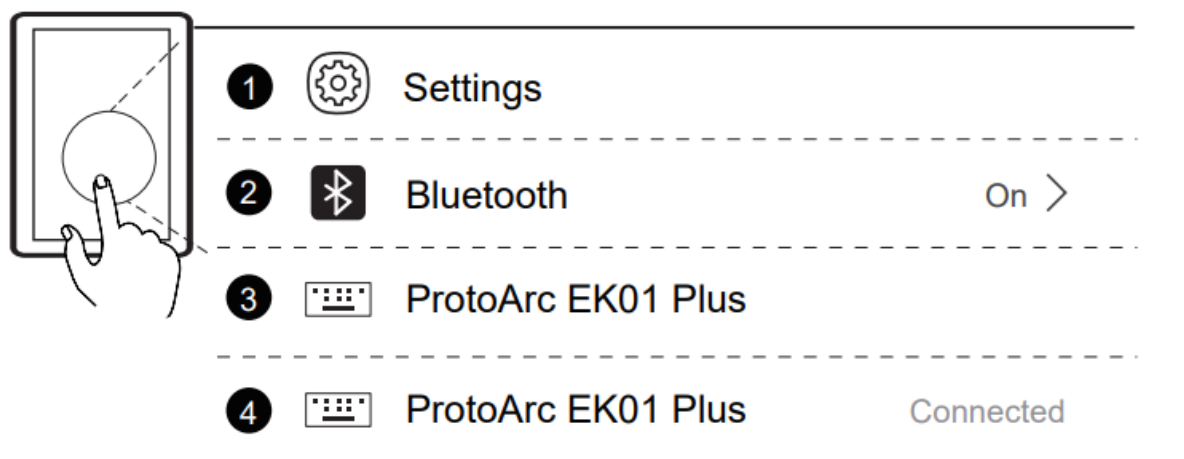 1 Settings
2 Bluetooth On >
3 ProtoArc EK01 Plus
4 ProtoArc EK01 Plus Connected